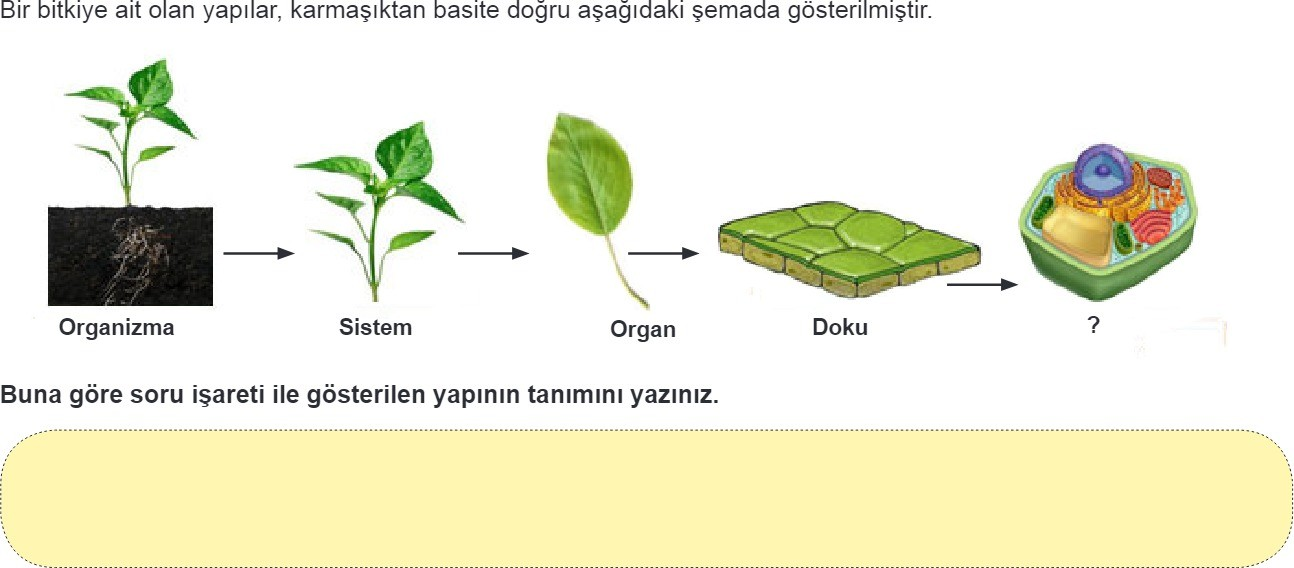 Bir bitkiye ait olan yapılar, karmaşıktan basite doğru aşağıdaki şemada gösterilmiştir.
Organizma Sistem Organ Doku ?
Buna göre soru işareti ile gösterilen yapının tanımını yazınız.